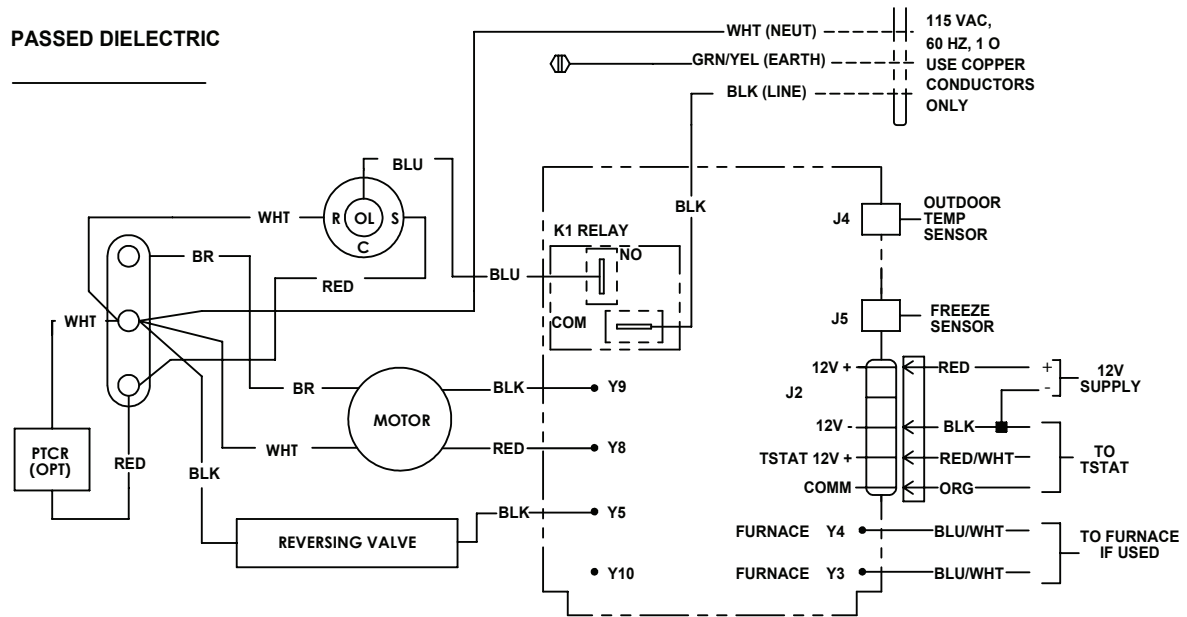 PASSED DIELECTRIC
WHT (NEUT)
GRN/YEL (EARTH)
BLK (LINE)
115 VAC,
60 HZ, 1 O
USE COPPER
CONDUCTORS
ONLY
BLU
WHT
R
OL
S
C
BLK
K1 RELAY
NO
J4
OUTDOOR
TEMP
SENSOR
BR
RED
BLU
COM
J5
FREEZE
SENSOR
WHT
12V +
RED
+
-
12V
SUPPLY
J2
BR
MOTOR
BLK
Y9
12V -
BLK
WHT
RED
Y8
TSTAT 12V +
RED/WHT
TO
TSTAT
COMM
ORG
PTCR
(OPT)
RED
BLK
BLK
Y5
REVERSING VALVE
FURNACE Y4
BLU/WHT
TO FURNACE
IF USED
Y10
FURNACE Y3
BLU/WHT